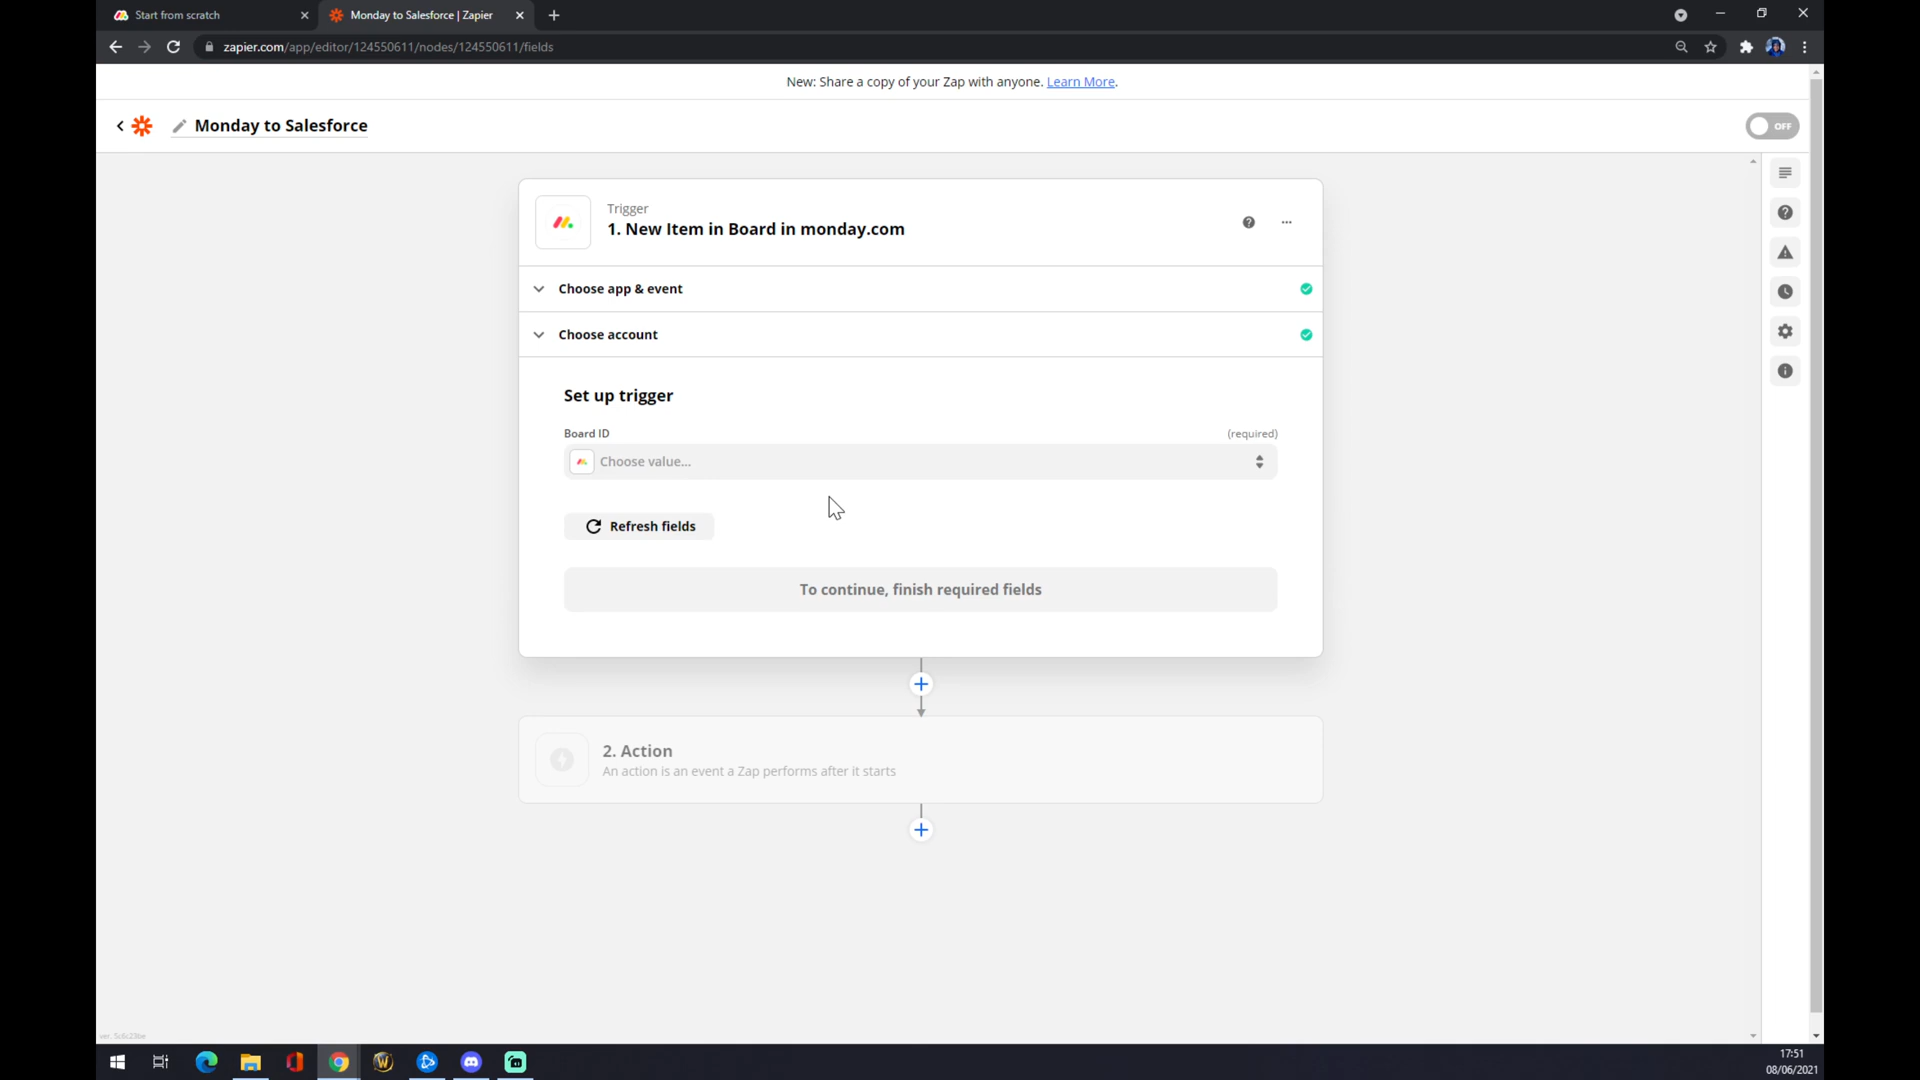 Start from scratch
Monday to Salesforce | Zapier
zapier.com/app/editor/124550611/nodes/124550611/fields
New: Share a copy of your Zap with anyone. Learn More.
Monday to Salesforce
OFF
Trigger
1. New Item in Board in monday.com
Choose app & event
Choose account
Set up trigger
Board ID
(required)
Choose value...
Refresh fields
To continue, finish required fields
2. Action
An action is an event a Zap performs after it starts
ver. 5c6c23be
17:51
08/06/2021